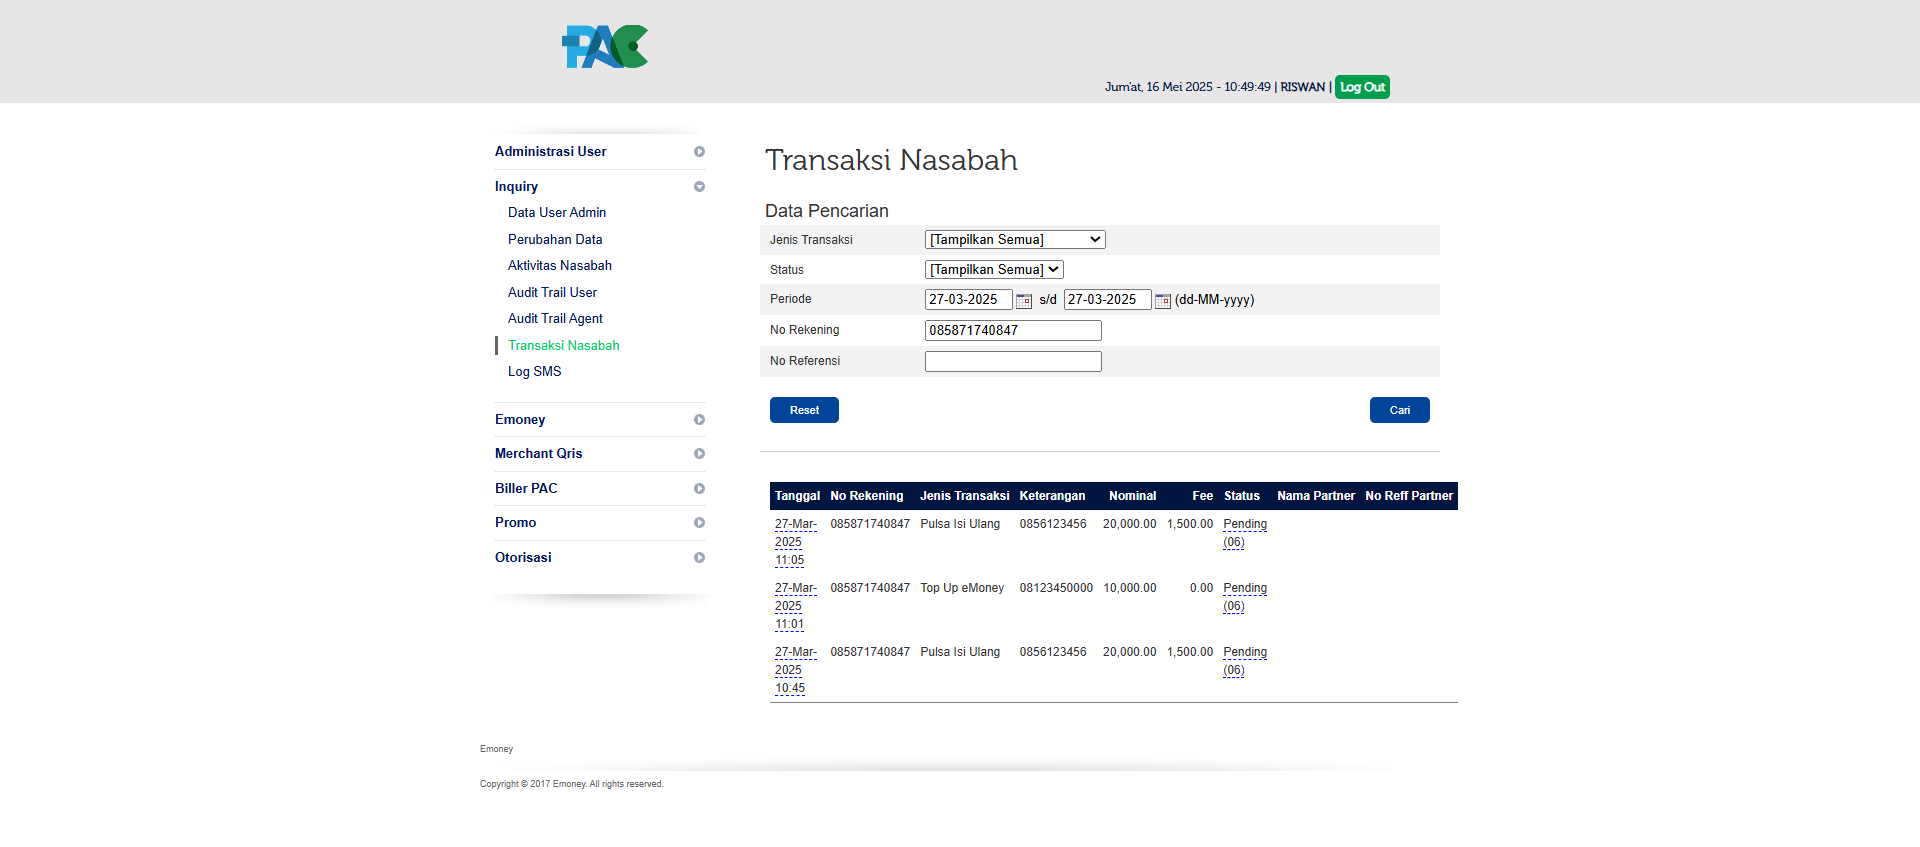 PAC
Jum'at, 16 Mei 2025 - 10:49:49 | RISWAN | Log Out
Administrasi User
Inquiry
Data User Admin
Perubahan Data
Aktivitas Nasabah
Audit Trail User
Audit Trail Agent
Transaksi Nasabah
Log SMS
Emoney
Merchant Qris
Biller PAC
Promo
Otorisasi
Transaksi Nasabah
Data Pencarian
Jenis Transaksi [Tampilkan Semua]
Status [Tampilkan Semua]
Periode 27-03-2025 s/d 27-03-2025 (dd-MM-yyyy)
No Rekening 085871740847
No Referensi
Reset Cari
Tanggal No Rekening Jenis Transaksi Keterangan Nominal Fee Status Nama Partner No Reff Partner
27-Mar- 085871740847 Pulsa Isi Ulang 0856123456 20,000.00 1,500.00 Pending
2025 (06)
11:05
27-Mar- 085871740847 Top Up eMoney 08123450000 10,000.00 0.00 Pending
2025 (06)
11:01
27-Mar- 085871740847 Pulsa Isi Ulang 0856123456 20,000.00 1,500.00 Pending
2025 (06)
10:45
Emoney
Copyright © 2017 Emoney. All rights reserved.